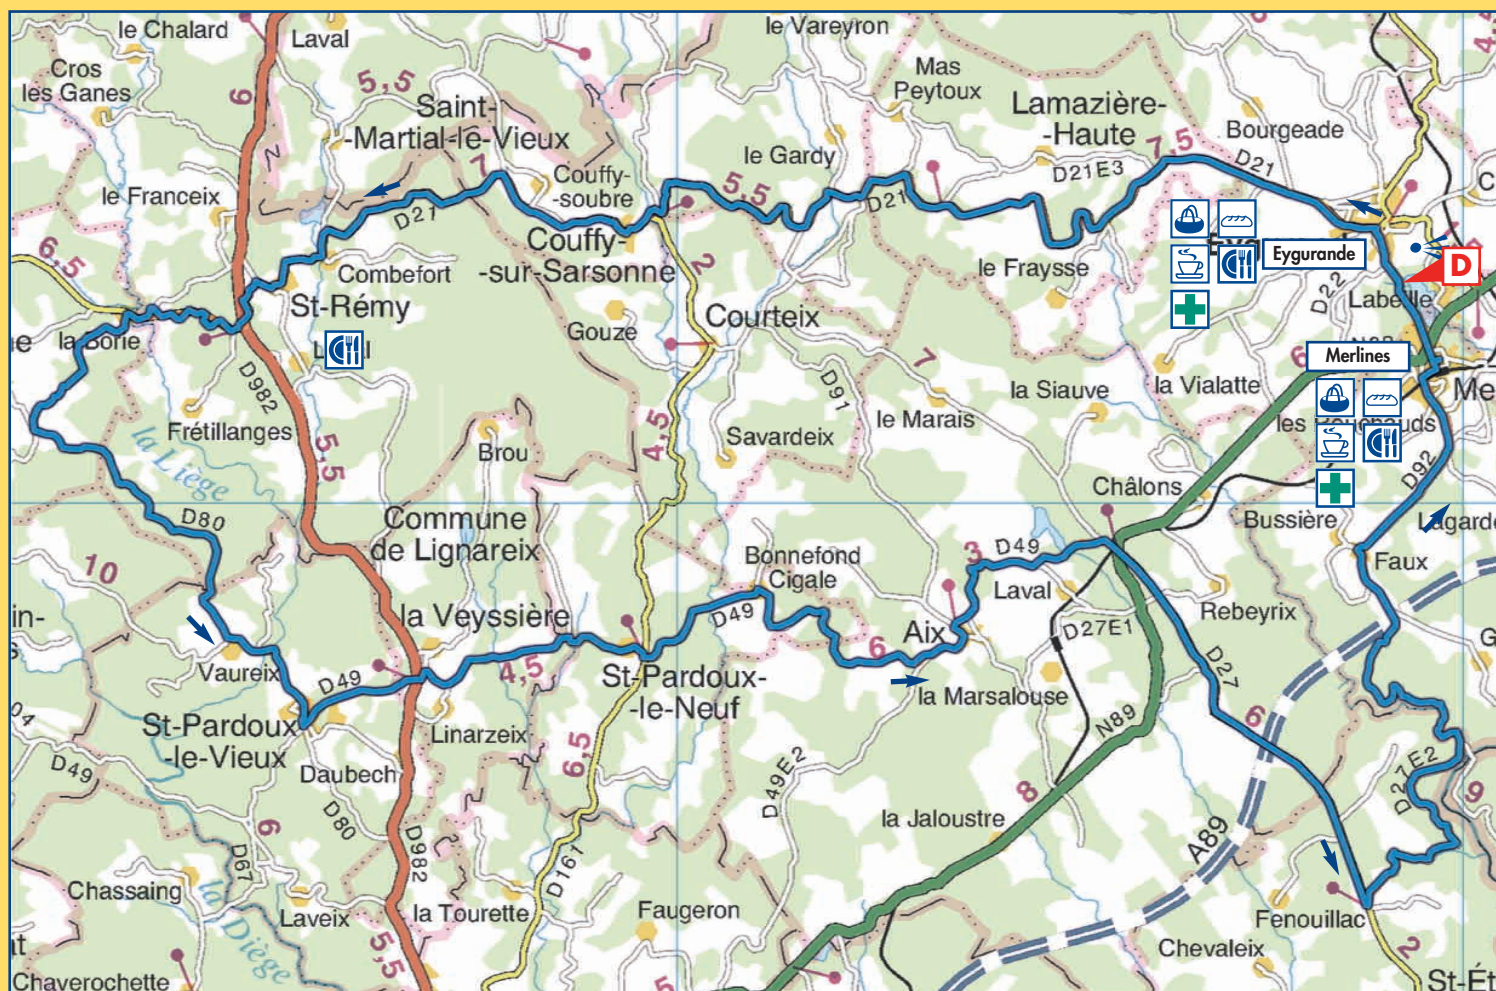 le Chalard
Laval
le Vareyron
Cros
les Ganes
6
5,5
Mas
Peytoux
Saint-
-Martial-le-Vieux
Lamazière-
-Haute
7,5
Bourgeade
le Gardy
D21E3
D21
le Franceix
7
Couffy-
-soubre
5,5
D21
D21
6,5
Couffy-
-sur-Sarsonne
2
Combefort
le Fraysse
Eygurande
D
D22
Labeille
St-Rémy
Gouze
Courteix
la Borie
7
6
Merlines
D982
D91
la Siauve
la Vialatte
le Marais
Frétillanges
5,5
Brou
4,5
Savardeix
la Liège
D92
Châlons
D80
Commune
de Lignareix
Bussière
Bonnefond
Cigale
3
D49
10
Faux
Laval
la Veyssière
D49
Rebeyrix
D27E1
6
Aix
Vaureix
D49
4,5
St-Pardoux-
-le-Neuf
la Marsalouse
D27
6
St-Pardoux-
-le-Vieux
Linarzeix
N89
6,5
D49
Daubech
D49E2
D27E2
8
9
D80
la Jaloustre
6
D67
D982
A89
D161
Chassaing
la Diège
Laveix
la Tourette
Faugeron
Fenouillac
Chevaleix
2
5,5
Chaverochette